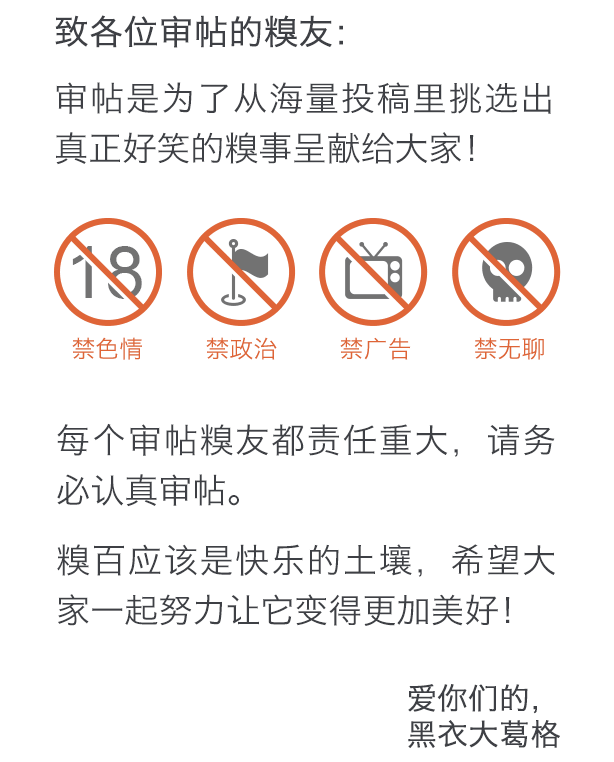 致各位审帖的糗友：
审帖是为了从海量投稿里挑选出
真正好笑的糗事呈献给大家！
18
禁色情 禁政治 禁广告 禁无聊
每个审帖糗友都责任重大，请务
必认真审帖。
糗百应该是快乐的土壤，希望大
家一起努力让它变得更加美好！
爱你们的，
黑衣大葛格